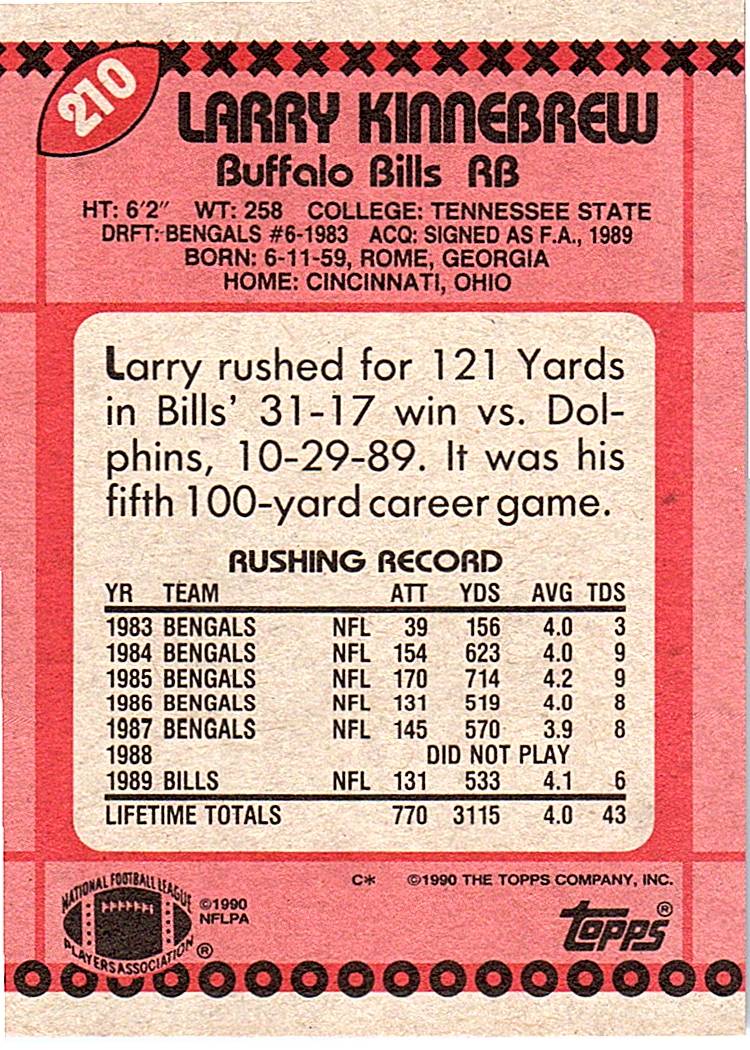 210
LARRY KINNEBREW
Buffalo Bills RB
HT: 6'2" WT: 258 COLLEGE: TENNESSEE STATE
DRFT: BENGALS #6-1983 ACQ: SIGNED AS F.A., 1989
BORN: 6-11-59, ROME, GEORGIA
HOME: CINCINNATI, OHIO
Larry rushed for 121 Yards
in Bills' 31-17 win vs. Dol-
phins, 10-29-89. It was his
fifth 100-yard career game.
RUSHING RECORD
YR TEAM ATT YDS AVG TDS
1983 BENGALS NFL 39 156 4.0 3
1984 BENGALS NFL 154 623 4.0 9
1985 BENGALS NFL 170 714 4.2 9
1986 BENGALS NFL 131 519 4.0 8
1987 BENGALS NFL 145 570 3.9 8
1988 DID NOT PLAY
1989 BILLS NFL 131 533 4.1 6
LIFETIME TOTALS 770 3115 4.0 43
C* ©1990 THE TOPPS COMPANY, INC.
NATIONAL FOOTBALL LEAGUE
PLAYERS ASSOCIATION ®
©1990
NFLPA
topps ®